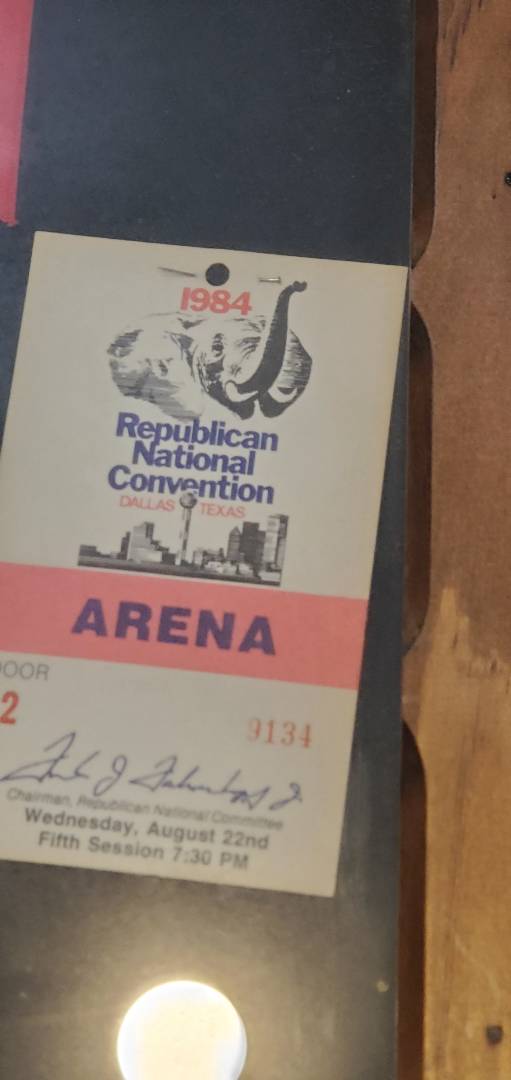 1984
Republican
National
Convention
DALLAS TEXAS
ARENA
OOR
2
9134
Chairman, Republican National Committee
Wednesday, August 22nd
Fifth Session 7:30 PM